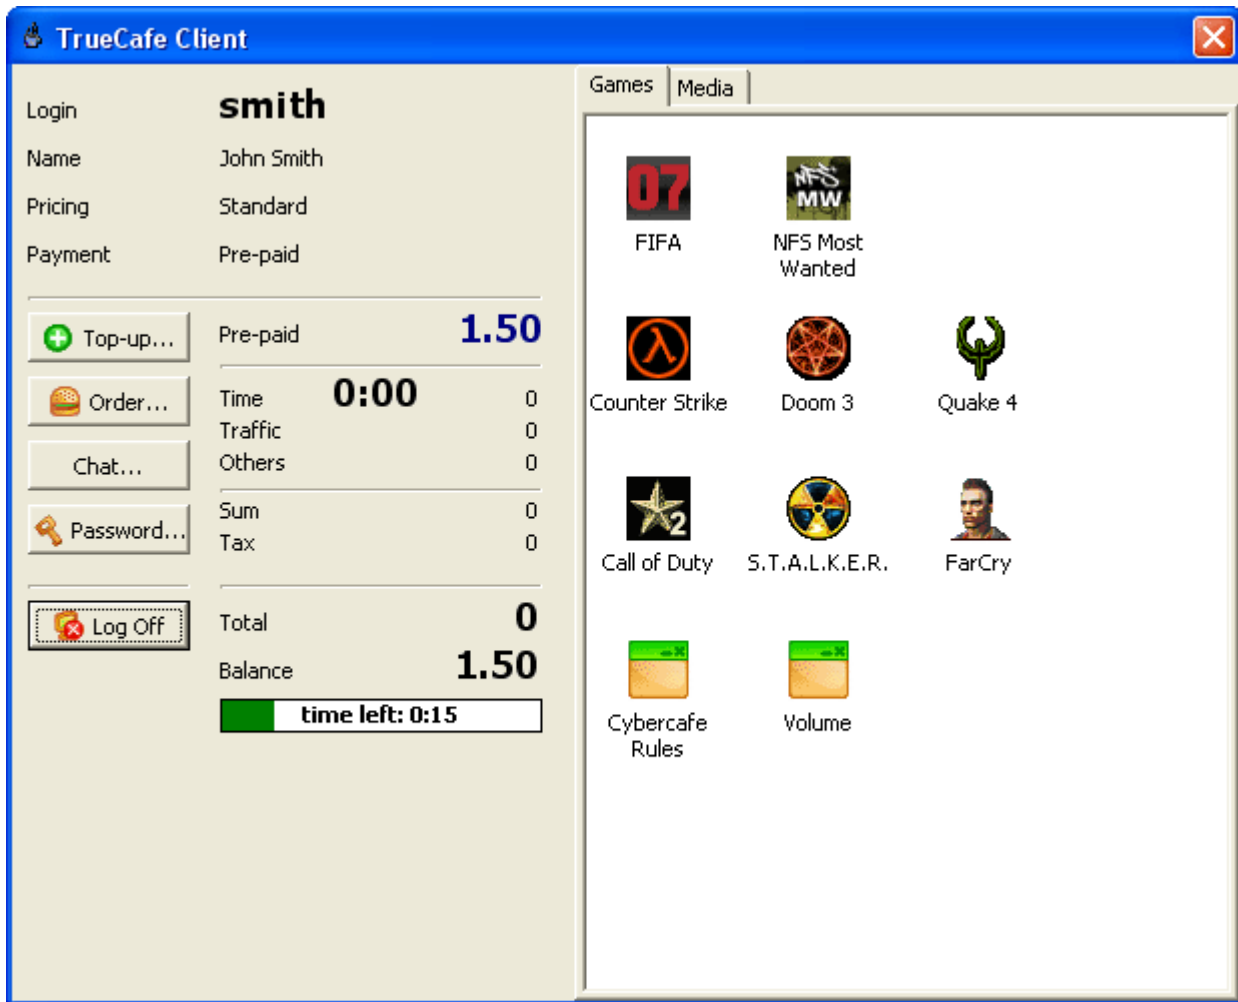 TrueCafe Client
Login smith
Name John Smith
Pricing Standard
Payment Pre-paid
Top-up...
Pre-paid 1.50
Order...
Time 0:00 0
Traffic 0
Chat...
Others 0
Password...
Sum 0
Tax 0
Log Off
Total 0
Balance 1.50
time left: 0:15
Games Media
07
NFS
MW
FIFA
NFS Most
Wanted
λ
Counter Strike Doom 3 Quake 4
2
Call of Duty S.T.A.L.K.E.R. FarCry
Cybercafe
Rules
Volume